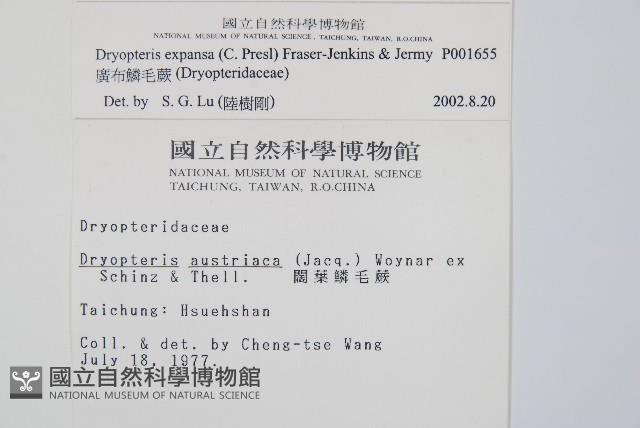 國立自然科學博物館
NATIONAL MUSEUM OF NATURAL SCIENCE, TAICHUNG, TAIWAN, R.O.CHINA
Dryopteris expansa (C. Presl) Fraser-Jenkins & Jermy P001655
廣布鱗毛蕨 (Dryopteridaceae)
Det. by S. G. Lu (陸樹剛) 2002.8.20
國立自然科學博物館
NATIONAL MUSEUM OF NATURAL SCIENCE
TAICHUNG, TAIWAN, R.O.CHINA
Dryopteridaceae
Dryopteris austriaca (Jacq.) Woynar ex
Schinz & Thell. 闊葉鱗毛蕨
Taichung: Hsuehshan
Coll. & det. by Cheng-tse Wang
July 18, 1977.
國立自然科學博物館
NATIONAL MUSEUM OF NATURAL SCIENCE